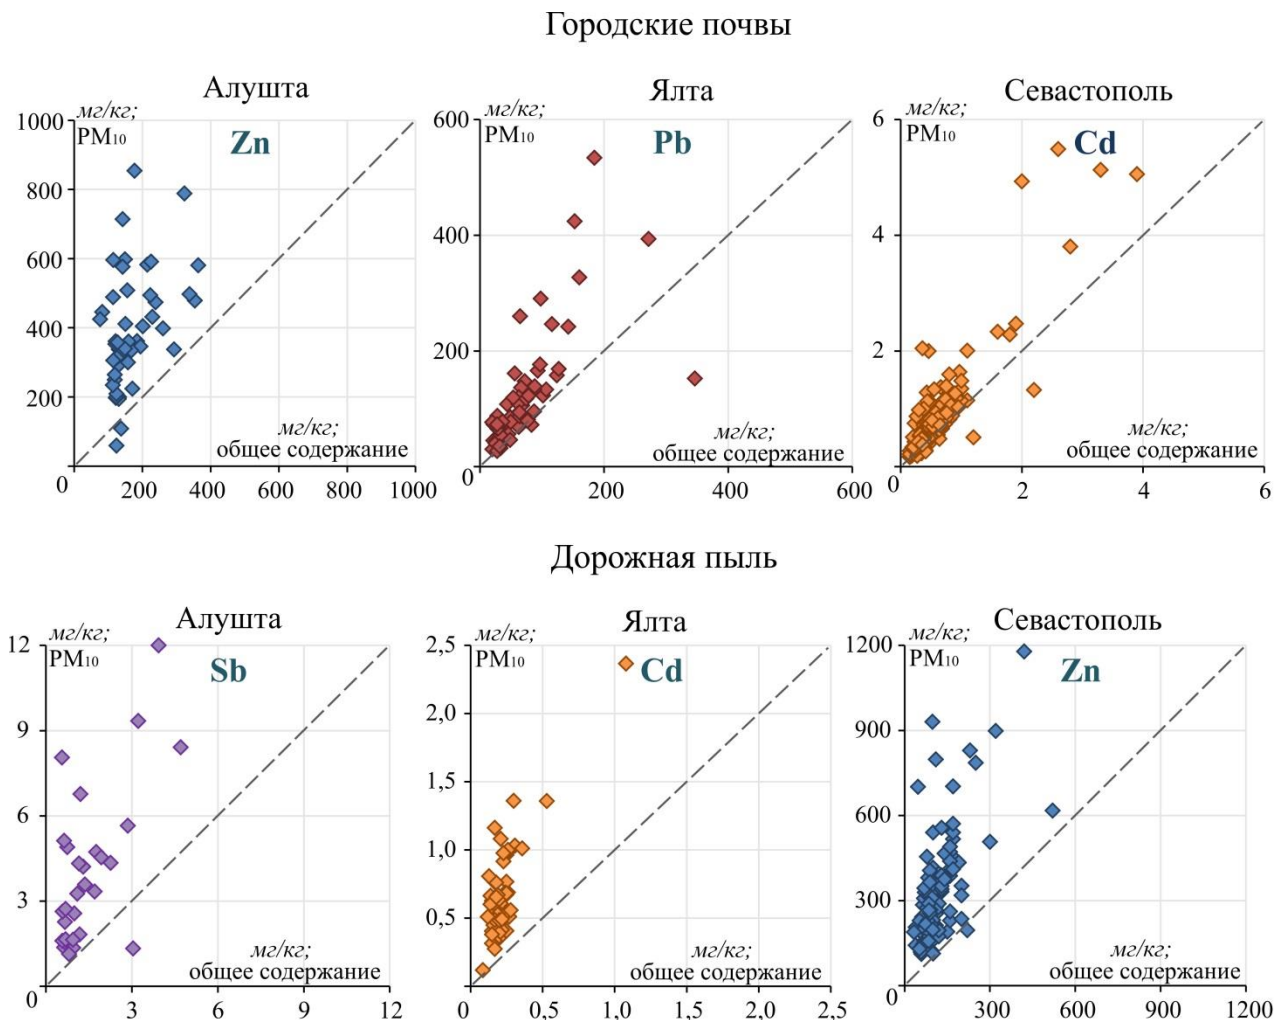 Городские почвы
Алушта
Ялта
Севастополь
мг/кг;
PM10
Zn
мг/кг;
PM10
Pb
мг/кг;
PM10
Cd
1000
800
600
400
200
0
200
400
600
800
1000
мг/кг;
общее содержание
600
400
200
0
200
400
600
мг/кг;
общее содержание
6
4
2
0
2
4
6
мг/кг;
общее содержание
Дорожная пыль
Алушта
Ялта
Севастополь
мг/кг;
PM10
Sb
мг/кг;
PM10
Cd
мг/кг;
PM10
Zn
12
9
6
3
0
3
6
9
12
мг/кг;
общее содержание
2,5
2,0
1,5
1,0
0,5
0
0,5
1,0
1,5
2,0
2,5
мг/кг;
общее содержание
1200
900
600
300
0
300
600
900
1200
мг/кг;
общее содержание